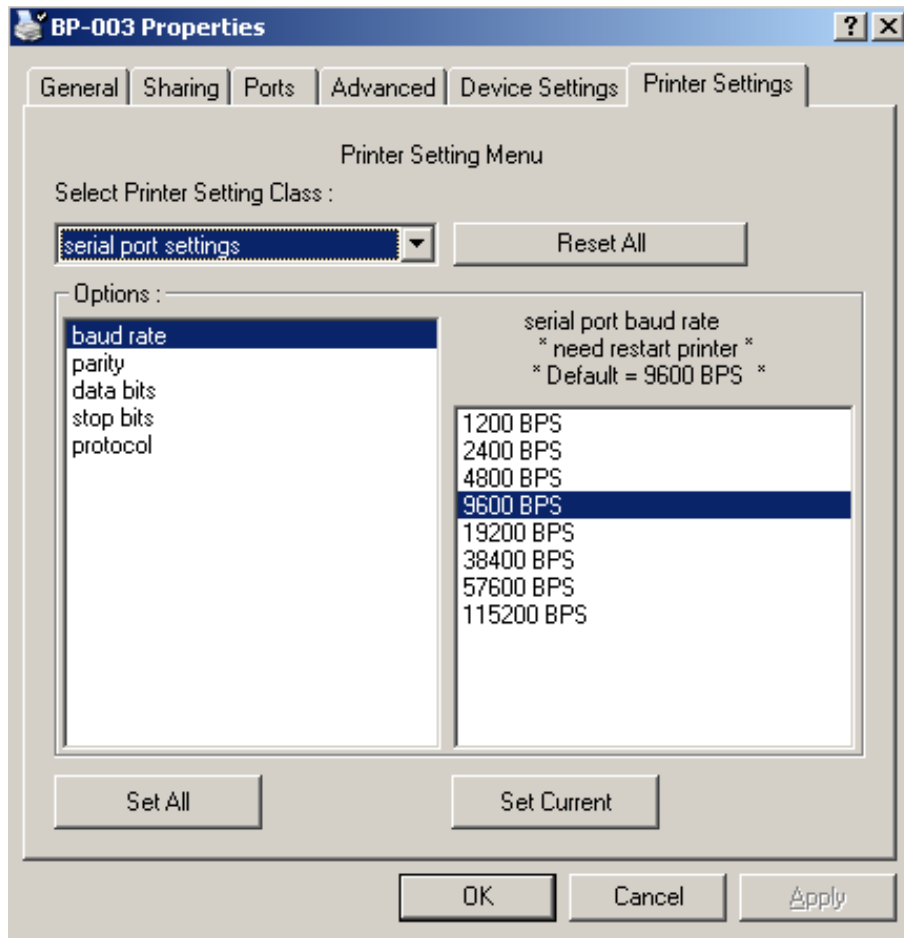 BP-003 Properties
General
Sharing
Ports
Advanced
Device Settings
Printer Settings
Printer Setting Menu
Select Printer Setting Class :
serial port settings
Reset All
Options :
baud rate
parity
data bits
stop bits
protocol
serial port baud rate
* need restart printer *
* Default = 9600 BPS *
1200 BPS
2400 BPS
4800 BPS
9600 BPS
19200 BPS
38400 BPS
57600 BPS
115200 BPS
Set All
Set Current
OK
Cancel
Apply